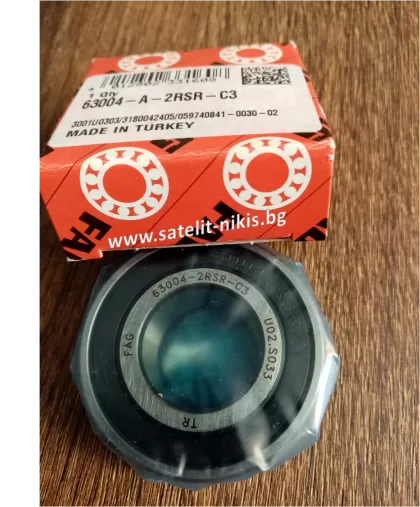 1 Qty
63004-A-2RSR-C3
3001U0303/3180042405/059740841-0030-02
MADE IN TURKEY
FAG
www.satelit-nikis.bg
63004-2RSR-C3
FAG
U02.S033
TR